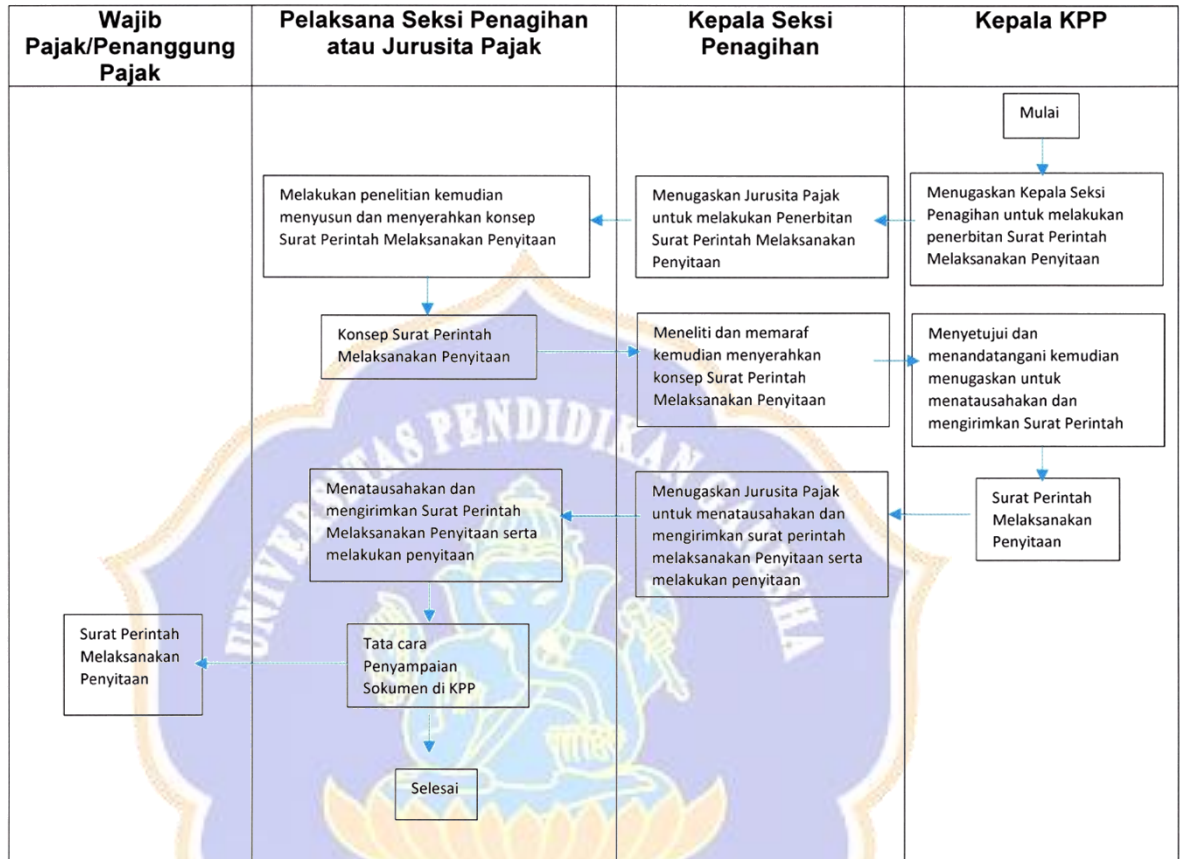 Wajib
Pajak/Penanggung
Pajak
Pelaksana Seksi Penagihan
atau Jurusita Pajak
Kepala Seksi
Penagihan
Kepala KPP
Mulai
Melakukan penelitian kemudian
menyusun dan menyerahkan konsep
Surat Perintah Melaksanakan Penyitaan
Menugaskan Jurusita Pajak
untuk melakukan Penerbitan
Surat Perintah Melaksanakan
Penyitaan
Menugaskan Kepala Seksi
Penagihan untuk melakukan
penerbitan Surat Perintah
Melaksanakan Penyitaan
Konsep Surat Perintah
Melaksanakan Penyitaan
Meneliti dan memaraf
kemudian menyerahkan
konsep Surat Perintah
Melaksanakan Penyitaan
Menyetujui dan
menandatangani kemudian
menugaskan untuk
menatausahakan dan
mengirimkan Surat Perintah
Menatausahakan dan
mengirimkan Surat Perintah
Melaksanakan Penyitaan serta
melakukan penyitaan
Menugaskan Jurusita Pajak
untuk menatausahakan dan
mengirimkan surat perintah
melaksanakan Penyitaan serta
melakukan penyitaan
Surat Perintah
Melaksanakan
Penyitaan
Surat Perintah
Melaksanakan
Penyitaan
Tata cara
Penyampaian
Sokumen di KPP
Selesai
UNIVERSITAS PENDIDIKAN GANESHA